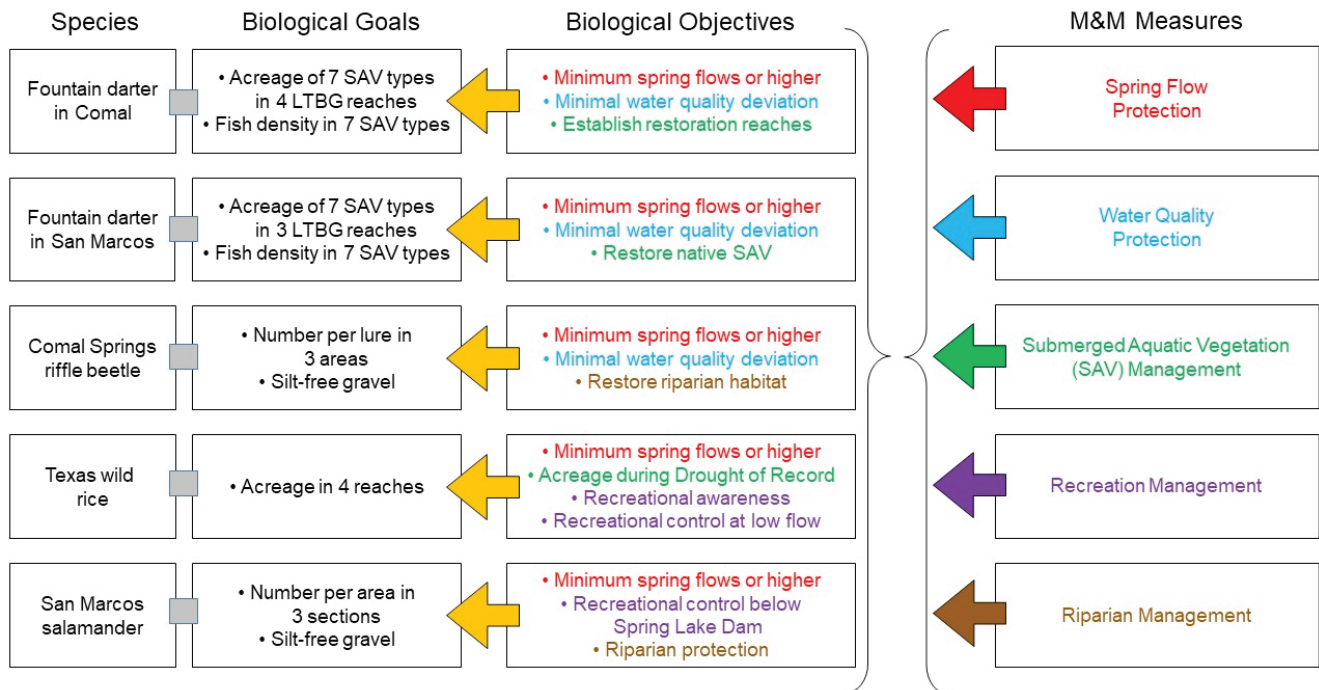 Species
Biological Goals
Biological Objectives
M&M Measures
Fountain darter
in Comal
• Acreage of 7 SAV types
in 4 LTBG reaches
• Fish density in 7 SAV types
• Minimum spring flows or higher
• Minimal water quality deviation
• Establish restoration reaches
Spring Flow
Protection
Fountain darter
in San Marcos
• Acreage of 7 SAV types
in 3 LTBG reaches
• Fish density in 7 SAV types
• Minimum spring flows or higher
• Minimal water quality deviation
• Restore native SAV
Water Quality
Protection
Comal Springs
riffle beetle
• Number per lure in
3 areas
• Silt-free gravel
• Minimum spring flows or higher
• Minimal water quality deviation
• Restore riparian habitat
Submerged Aquatic Vegetation
(SAV) Management
Texas wild
rice
• Acreage in 4 reaches
• Minimum spring flows or higher
• Acreage during Drought of Record
• Recreational awareness
• Recreational control at low flow
Recreation Management
San Marcos
salamander
• Number per area in
3 sections
• Silt-free gravel
• Minimum spring flows or higher
• Recreational control below
Spring Lake Dam
• Riparian protection
Riparian Management